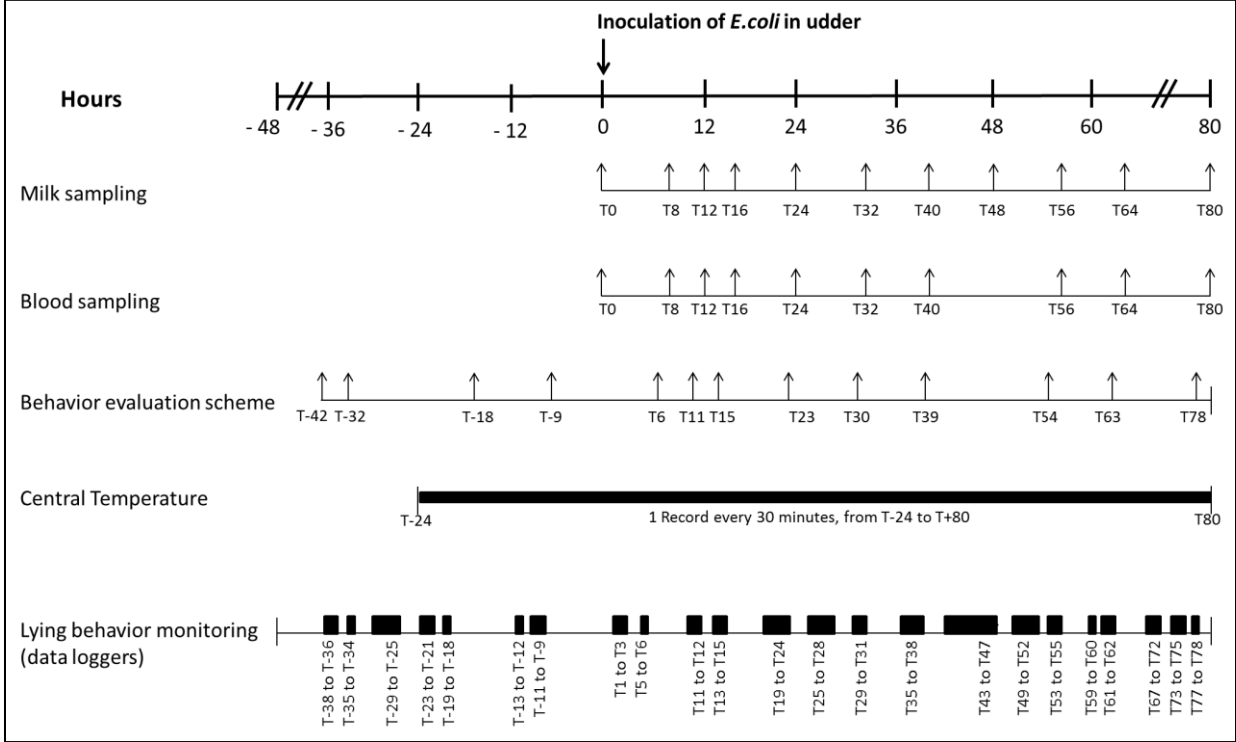 Inoculation of E.coli in udder
Hours
- 48 - 36 - 24 - 12 0 12 24 36 48 60 80
Milk sampling
T0 T8 T12 T16 T24 T32 T40 T48 T56 T64 T80
Blood sampling
T0 T8 T12 T16 T24 T32 T40 T56 T64 T80
Behavior evaluation scheme
T-42 T-32 T-18 T-9 T6 T11 T15 T23 T30 T39 T54 T63 T78
Central Temperature
T-24 1 Record every 30 minutes, from T-24 to T+80 T80
Lying behavior monitoring
(data loggers)
T-38 to T-36
T-35 to T-34
T-29 to T-25
T-23 to T-21
T-19 to T-18
T-13 to T-12
T-11 to T-9
T1 to T3
T5 to T6
T11 to T12
T13 to T15
T19 to T24
T25 to T28
T29 to T31
T35 to T38
T43 to T47
T49 to T52
T53 to T55
T59 to T60
T61 to T62
T67 to T72
T73 to T75
T77 to T78